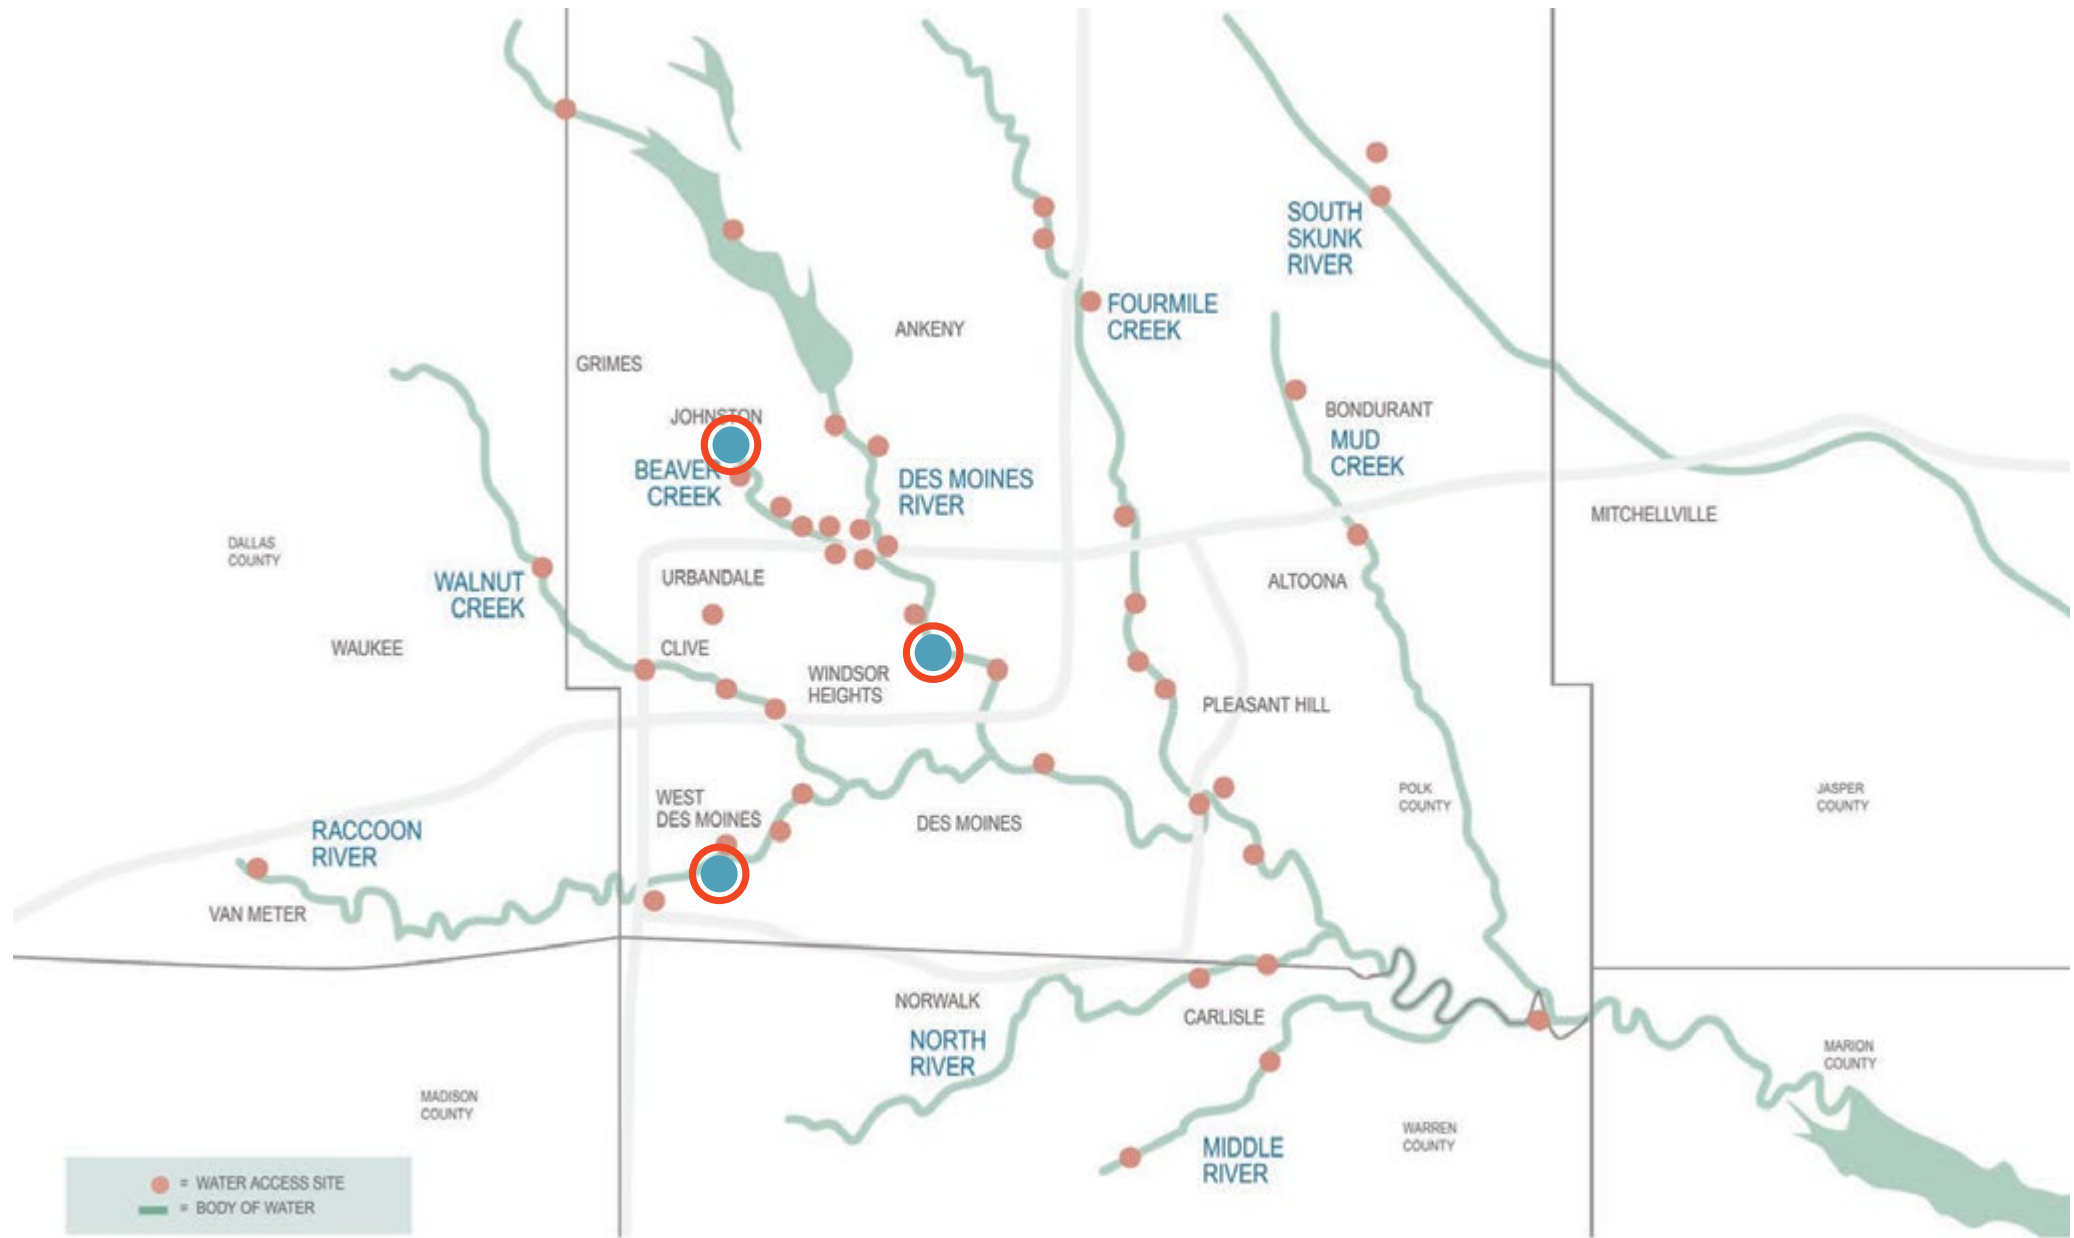 SOUTH
SKUNK
RIVER
FOURMILE
CREEK
ANKENY
GRIMES
JOHNSTON
BONDURANT
MUD
CREEK
BEAVER
CREEK
DES MOINES
RIVER
MITCHELLVILLE
DALLAS
COUNTY
WALNUT
CREEK
URBANDALE
ALTOONA
WAUKEE
CLIVE
WINDSOR
HEIGHTS
PLEASANT HILL
WEST
DES MOINES
POLK
COUNTY
JASPER
COUNTY
RACCOON
RIVER
DES MOINES
VAN METER
NORWALK
CARLISLE
NORTH
RIVER
MARION
COUNTY
MADISON
COUNTY
MIDDLE
RIVER
WARREN
COUNTY
= WATER ACCESS SITE
= BODY OF WATER